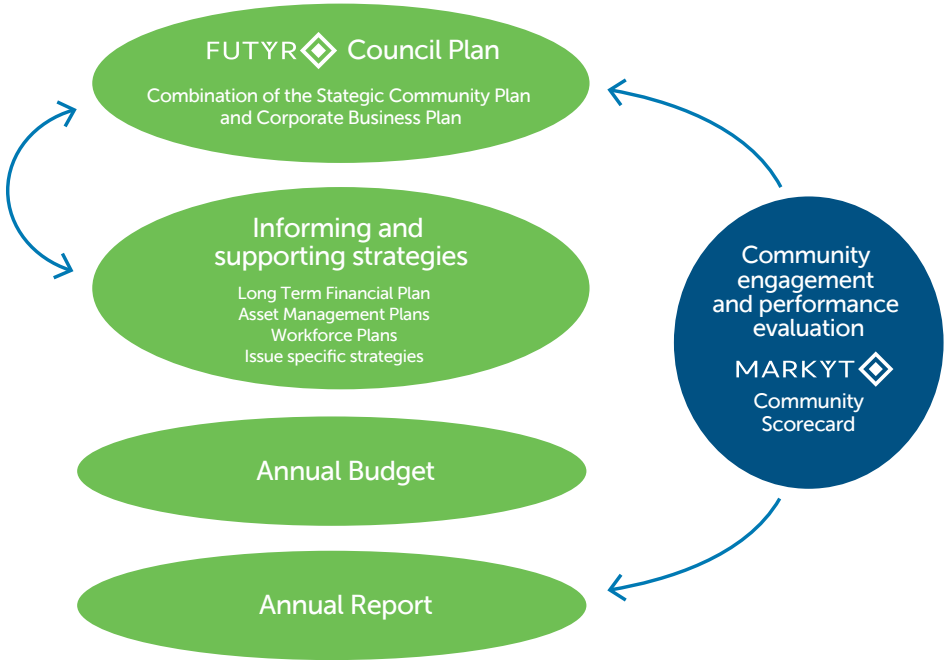 FUTYR Council Plan
Combination of the Stategic Community Plan
and Corporate Business Plan
Informing and
supporting strategies
Long Term Financial Plan
Asset Management Plans
Workforce Plans
Issue specific strategies
Annual Budget
Annual Report
Community
engagement
and performance
evaluation
MARKYT
Community
Scorecard